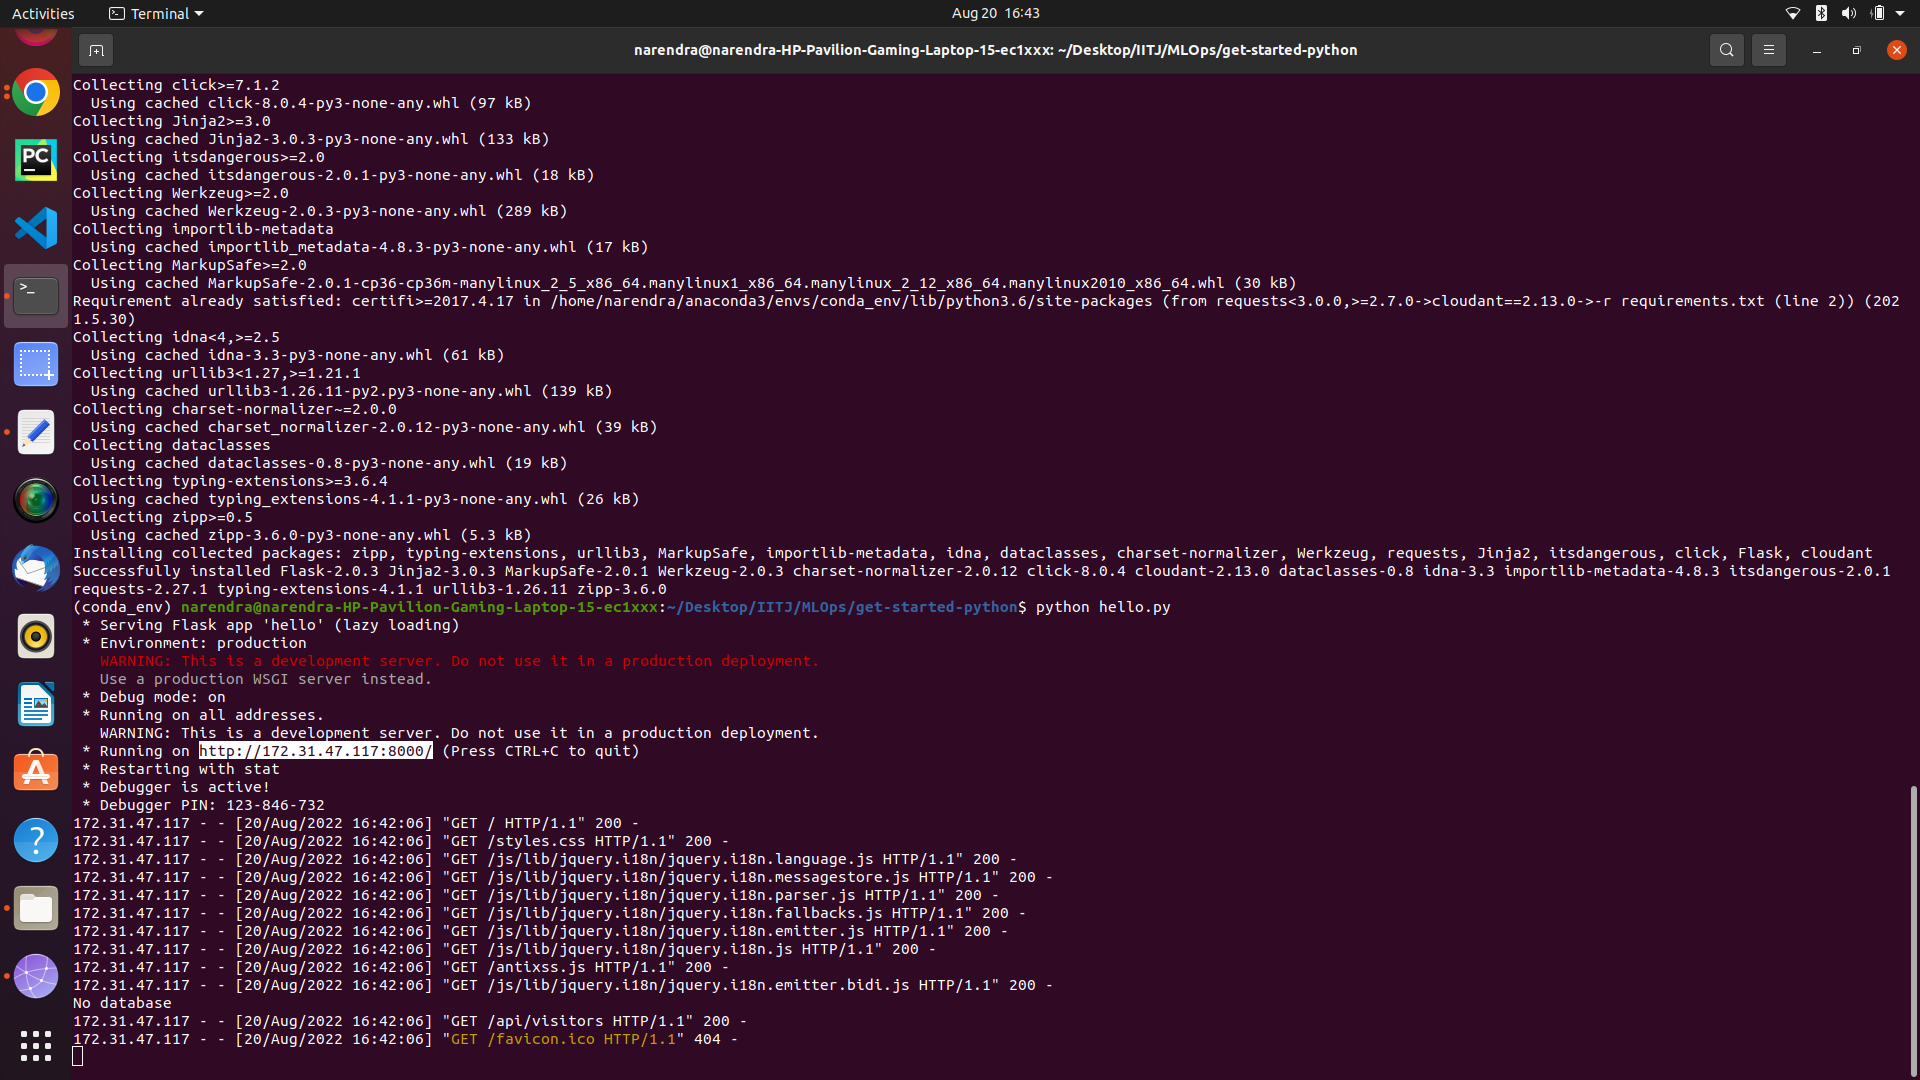 Activities
Terminal
Aug 20 16:43
narendra@narendra-HP-Pavilion-Gaming-Laptop-15-ec1xxx: ~/Desktop/IITJ/MLOps/get-started-python
PC
Collecting click>=7.1.2
Using cached click-8.0.4-py3-none-any.whl (97 kB)
Collecting Jinja2>=3.0
Using cached Jinja2-3.0.3-py3-none-any.whl (133 kB)
Collecting itsdangerous>=2.0
Using cached itsdangerous-2.0.1-py3-none-any.whl (18 kB)
Collecting Werkzeug>=2.0
Using cached Werkzeug-2.0.3-py3-none-any.whl (289 kB)
Collecting importlib-metadata
Using cached importlib_metadata-4.8.3-py3-none-any.whl (17 kB)
Collecting MarkupSafe>=2.0
Using cached MarkupSafe-2.0.1-cp36-cp36m-manylinux_2_5_x86_64.manylinux1_x86_64.manylinux_2_12_x86_64.manylinux2010_x86_64.whl (30 kB)
Requirement already satisfied: certifi>=2017.4.17 in /home/narendra/anaconda3/envs/conda_env/lib/python3.6/site-packages (from requests<3.0.0,>=2.7.0->cloudant==2.13.0->-r requirements.txt (line 2)) (202
1.5.30)
Collecting idna<4,>=2.5
Using cached idna-3.3-py3-none-any.whl (61 kB)
Collecting urllib3<1.27,>=1.21.1
Using cached urllib3-1.26.11-py2.py3-none-any.whl (139 kB)
Collecting charset-normalizer~=2.0.0
Using cached charset_normalizer-2.0.12-py3-none-any.whl (39 kB)
Collecting dataclasses
Using cached dataclasses-0.8-py3-none-any.whl (19 kB)
Collecting typing-extensions>=3.6.4
Using cached typing_extensions-4.1.1-py3-none-any.whl (26 kB)
Collecting zipp>=0.5
Using cached zipp-3.6.0-py3-none-any.whl (5.3 kB)
Installing collected packages: zipp, typing-extensions, urllib3, MarkupSafe, importlib-metadata, idna, dataclasses, charset-normalizer, Werkzeug, requests, Jinja2, itsdangerous, click, Flask, cloudant
Successfully installed Flask-2.0.3 Jinja2-3.0.3 MarkupSafe-2.0.1 Werkzeug-2.0.3 charset-normalizer-2.0.12 click-8.0.4 cloudant-2.13.0 dataclasses-0.8 idna-3.3 importlib-metadata-4.8.3 itsdangerous-2.0.1
requests-2.27.1 typing-extensions-4.1.1 urllib3-1.26.11 zipp-3.6.0
(conda_env) narendra@narendra-HP-Pavilion-Gaming-Laptop-15-ec1xxx:~/Desktop/IITJ/MLOps/get-started-python$ python hello.py
* Serving Flask app 'hello' (lazy loading)
* Environment: production
WARNING: This is a development server. Do not use it in a production deployment.
Use a production WSGI server instead.
* Debug mode: on
* Running on all addresses.
WARNING: This is a development server. Do not use it in a production deployment.
* Running on http://172.31.47.117:8000/ (Press CTRL+C to quit)
* Restarting with stat
* Debugger is active!
* Debugger PIN: 123-846-732
172.31.47.117 - - [20/Aug/2022 16:42:06] "GET / HTTP/1.1" 200 -
172.31.47.117 - - [20/Aug/2022 16:42:06] "GET /styles.css HTTP/1.1" 200 -
172.31.47.117 - - [20/Aug/2022 16:42:06] "GET /js/lib/jquery.i18n/jquery.i18n.language.js HTTP/1.1" 200 -
172.31.47.117 - - [20/Aug/2022 16:42:06] "GET /js/lib/jquery.i18n/jquery.i18n.messagestore.js HTTP/1.1" 200 -
172.31.47.117 - - [20/Aug/2022 16:42:06] "GET /js/lib/jquery.i18n/jquery.i18n.parser.js HTTP/1.1" 200 -
172.31.47.117 - - [20/Aug/2022 16:42:06] "GET /js/lib/jquery.i18n/jquery.i18n.fallbacks.js HTTP/1.1" 200 -
172.31.47.117 - - [20/Aug/2022 16:42:06] "GET /js/lib/jquery.i18n/jquery.i18n.emitter.js HTTP/1.1" 200 -
172.31.47.117 - - [20/Aug/2022 16:42:06] "GET /js/lib/jquery.i18n/jquery.i18n.js HTTP/1.1" 200 -
172.31.47.117 - - [20/Aug/2022 16:42:06] "GET /antixss.js HTTP/1.1" 200 -
172.31.47.117 - - [20/Aug/2022 16:42:06] "GET /js/lib/jquery.i18n/jquery.i18n.emitter.bidi.js HTTP/1.1" 200 -
No database
172.31.47.117 - - [20/Aug/2022 16:42:06] "GET /api/visitors HTTP/1.1" 200 -
172.31.47.117 - - [20/Aug/2022 16:42:06] "GET /favicon.ico HTTP/1.1" 404 -